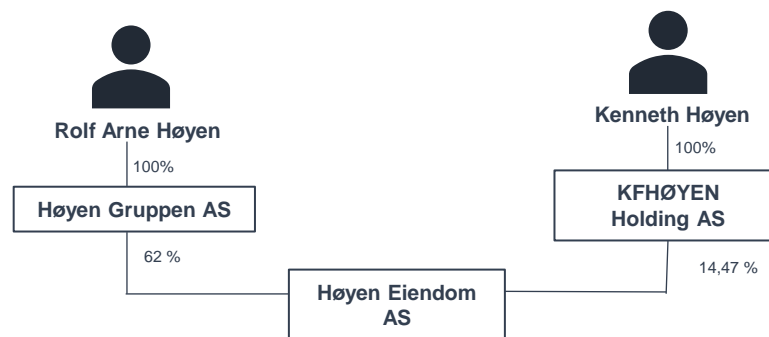 Rolf Arne Høyen
Kenneth Høyen
100%
100%
Høyen Gruppen AS
KFHØYEN
Holding AS
62 %
14,47 %
Høyen Eiendom
AS